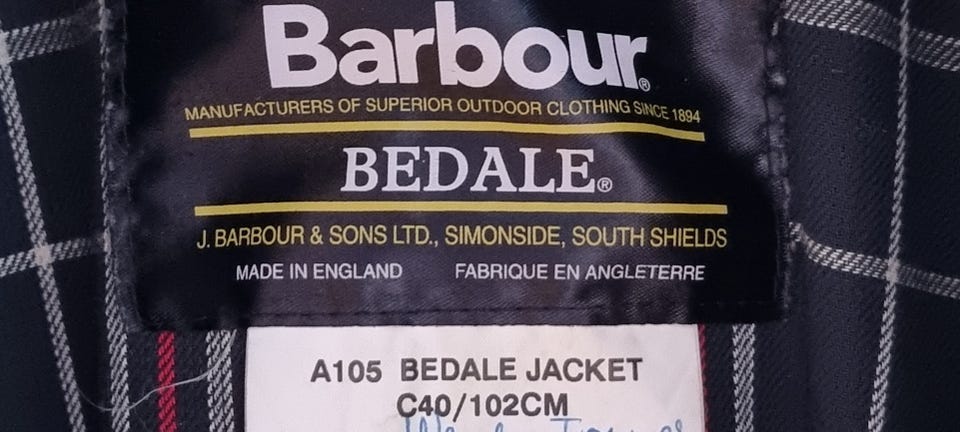 Barbour®
MANUFACTURERS OF SUPERIOR OUTDOOR CLOTHING SINCE 1894
BEDALE®
J. BARBOUR & SONS LTD., SIMONSIDE, SOUTH SHIELDS
MADE IN ENGLAND FABRIQUE EN ANGLETERRE
A105 BEDALE JACKET
C40/102CM